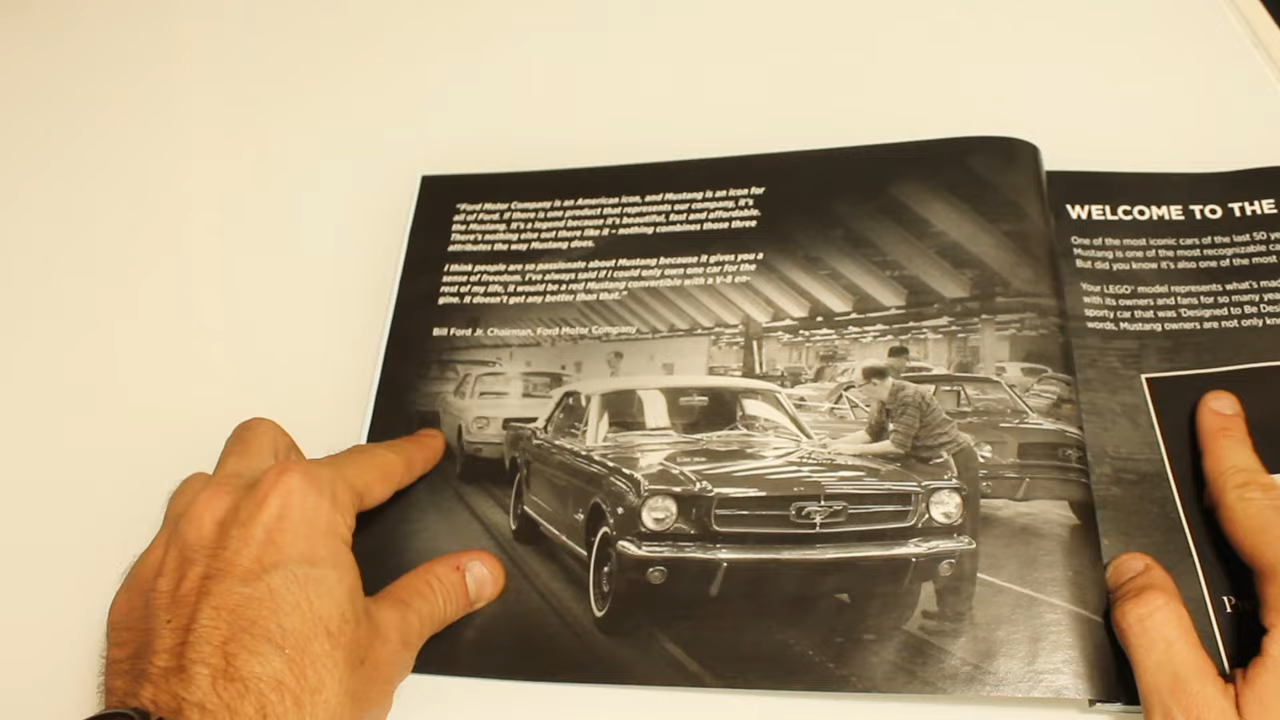 "Ford Motor Company is an American icon, and Mustang is an icon for
all of Ford. If there is one product that represents our company, it's
the Mustang. It's a legend because it's beautiful, fast and affordable.
There's nothing else out there like it – nothing combines those three
attributes the way Mustang does.
I think people are so passionate about Mustang because it gives you a
sense of freedom. I've always said if I could only own one car for the
rest of my life, it would be a red Mustang convertible with a V-8 en-
gine. It doesn't get any better than that."
Bill Ford Jr. Chairman, Ford Motor Company
WELCOME TO THE
One of the most iconic cars of the last 50
Mustang is one of the most recognizable
But did you know it's also one of the most
Your LEGO® model represents what's
with its owners and fans for so many
sporty car that was 'Designed to Be
words, Mustang owners are not only